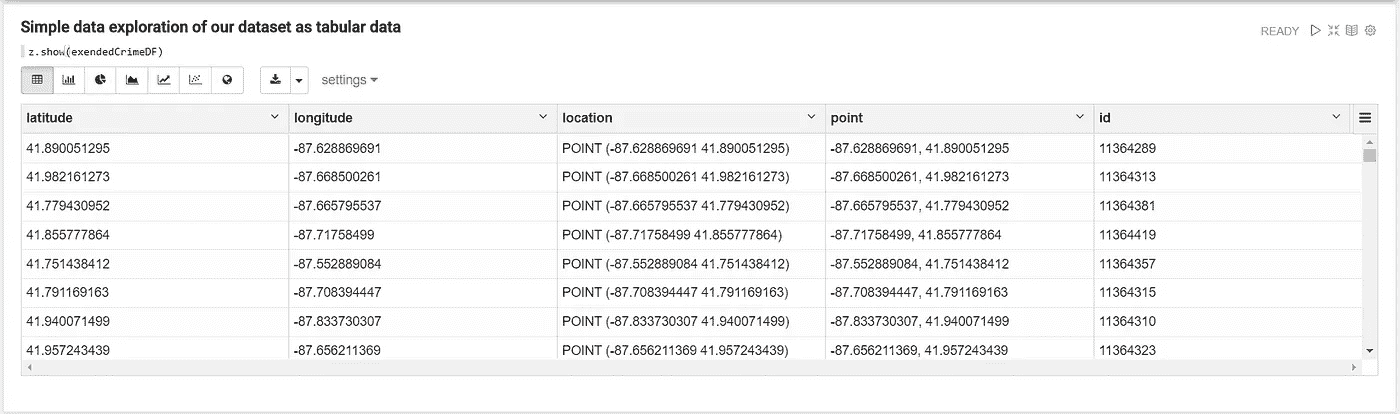 Simple data exploration of our dataset as tabular data
READY
z.show(exendedCrimeDF)
settings
latitude longitude location point id
41.890051295 -87.628869691 POINT (-87.628869691 41.890051295) -87.628869691, 41.890051295 11364289
41.982161273 -87.668500261 POINT (-87.668500261 41.982161273) -87.668500261, 41.982161273 11364313
41.779430952 -87.665795537 POINT (-87.665795537 41.779430952) -87.665795537, 41.779430952 11364381
41.855777864 -87.71758499 POINT (-87.71758499 41.855777864) -87.71758499, 41.855777864 11364419
41.751438412 -87.552889084 POINT (-87.552889084 41.751438412) -87.552889084, 41.751438412 11364357
41.791169163 -87.708394447 POINT (-87.708394447 41.791169163) -87.708394447, 41.791169163 11364315
41.940071499 -87.833730307 POINT (-87.833730307 41.940071499) -87.833730307, 41.940071499 11364310
41.957243439 -87.656211369 POINT (-87.656211369 41.957243439) -87.656211369, 41.957243439 11364323